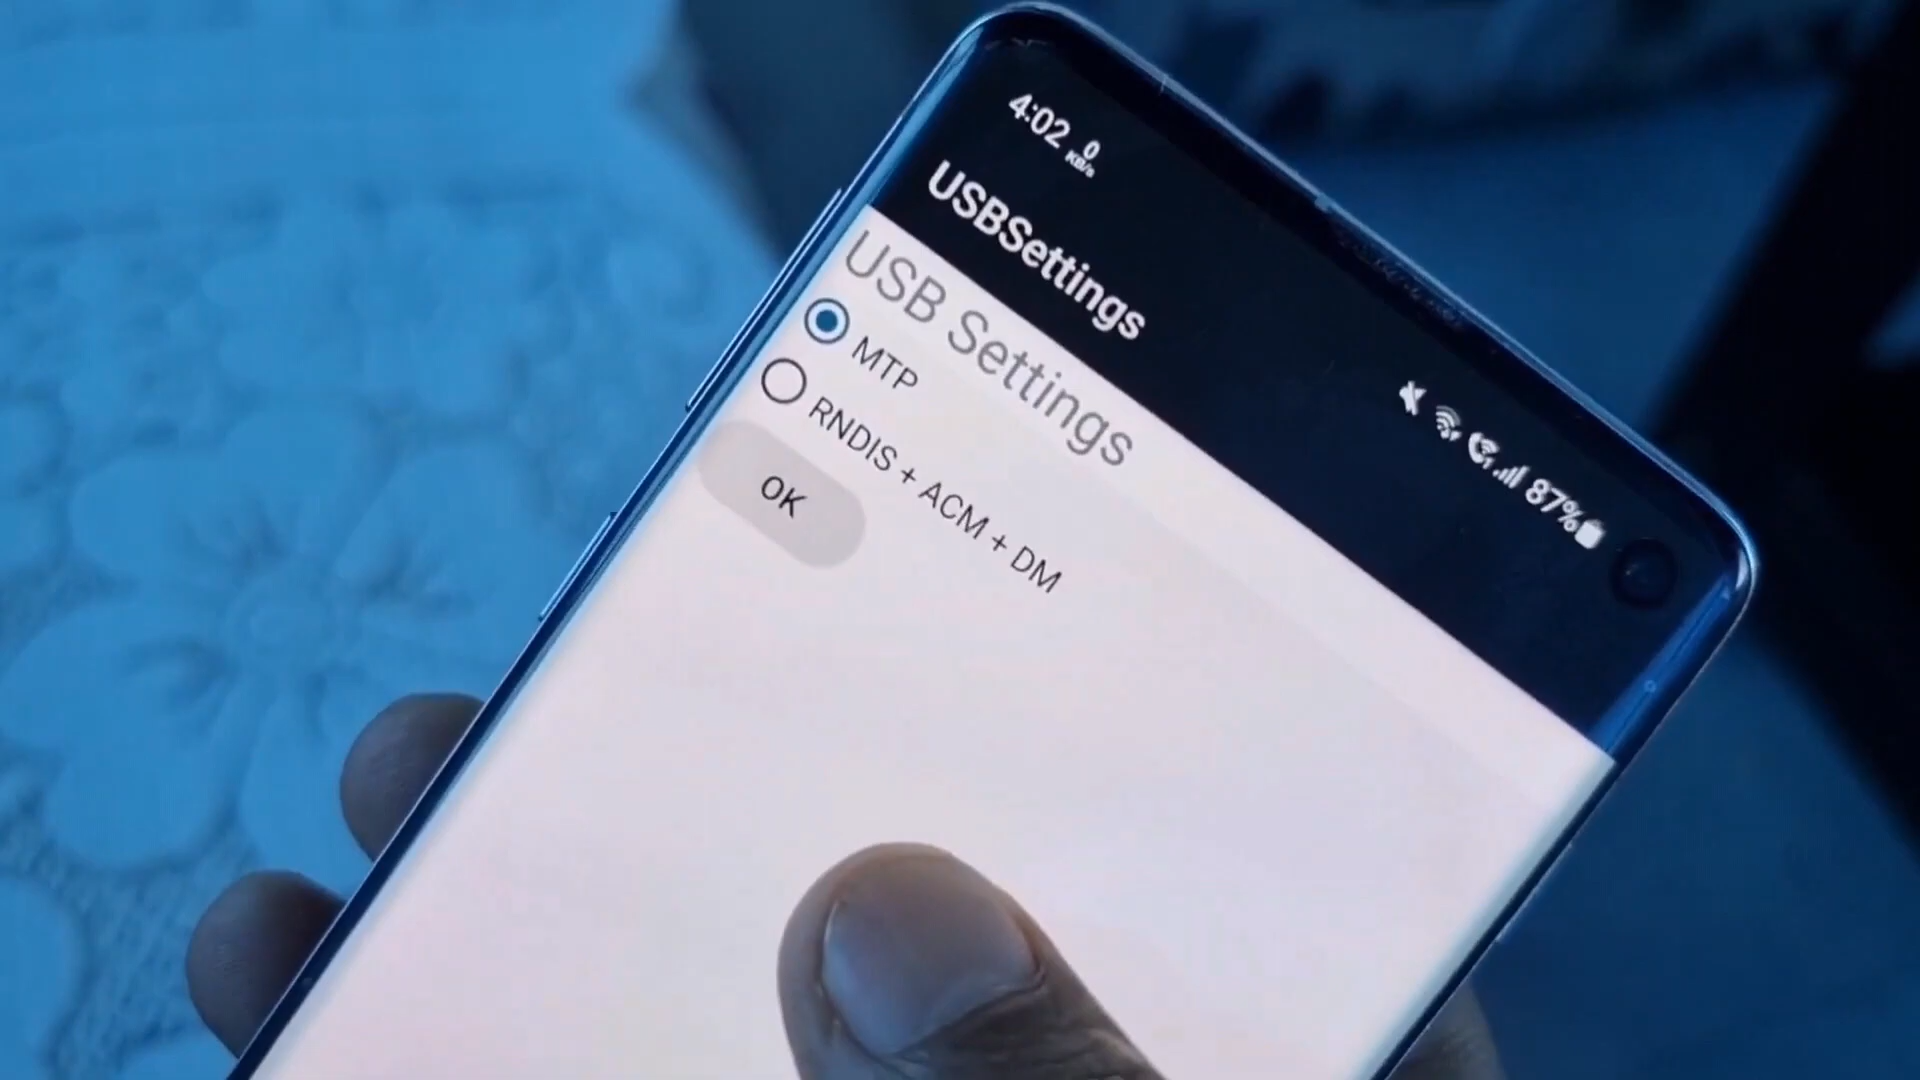 4:02 0 KB/s 87%
USBSettings
USB Settings
MTP
RNDIS + ACM + DM
OK